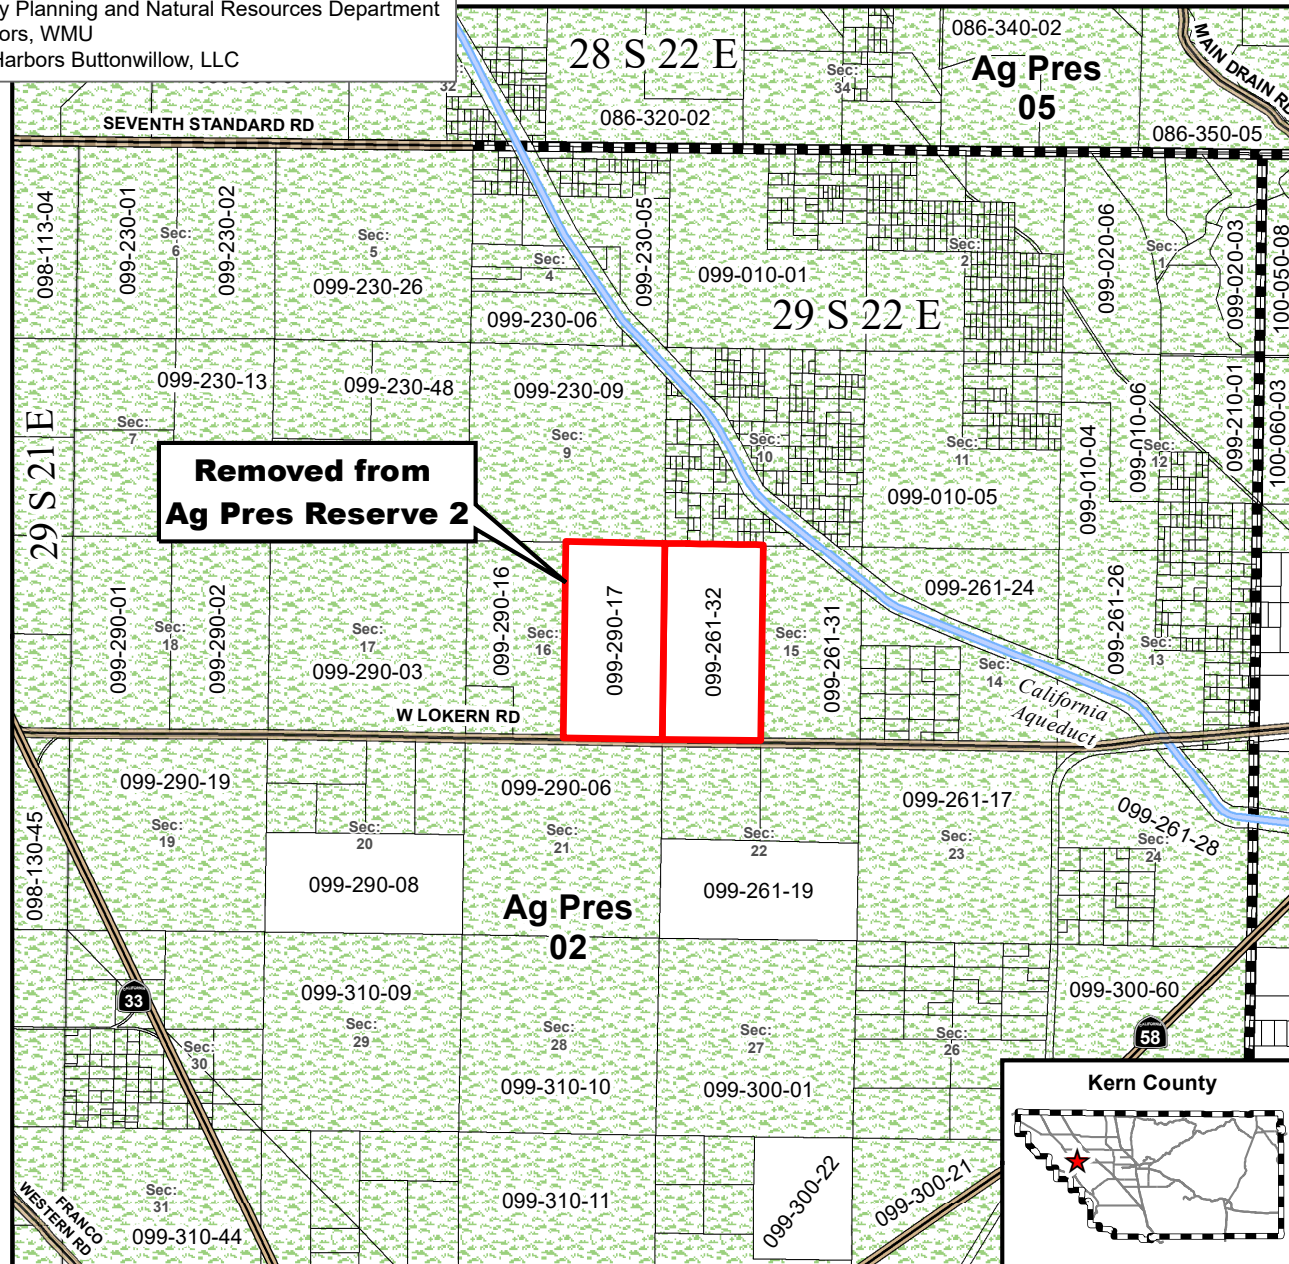 y Planning and Natural Resources Department
ors, WMU
Harbors Buttonwillow, LLC
28 S 22 E
086-340-02
Ag Pres
05
MAIN DRAIN RD
Sec:
34
32
086-320-02
086-350-05
SEVENTH STANDARD RD
098-113-04
099-230-01
Sec:
6
099-230-02
Sec:
5
099-230-26
Sec:
4
099-230-05
099-230-06
099-010-01
29 S 22 E
Sec:
2
099-020-06
Sec:
1
099-020-03
100-050-08
099-230-13
099-230-48
099-230-09
29 S 21 E
Sec:
7
Sec:
9
Sec:
10
Sec:
11
099-010-05
099-010-04
099-010-06
Sec:
12
099-210-01
100-060-03
Removed from
Ag Pres Reserve 2
099-290-01
Sec:
18
099-290-02
Sec:
17
099-290-03
099-290-16
Sec:
16
099-290-17
099-261-32
Sec:
15
099-261-31
099-261-24
Sec:
14
099-261-26
Sec:
13
California
Aqueduct
W LOKERN RD
099-290-19
Sec:
19
098-130-45
Sec:
20
099-290-08
099-290-06
Sec:
21
Ag Pres
02
Sec:
22
099-261-19
099-261-17
Sec:
23
099-261-28
Sec:
24
CALIFORNIA
33
099-310-09
Sec:
29
Sec:
28
099-310-10
Sec:
27
099-300-01
Sec:
26
099-300-60
CALIFORNIA
58
Sec:
30
Sec:
31
099-310-44
FRANCO
WESTERN RD
099-310-11
099-300-22
099-300-21
Kern County